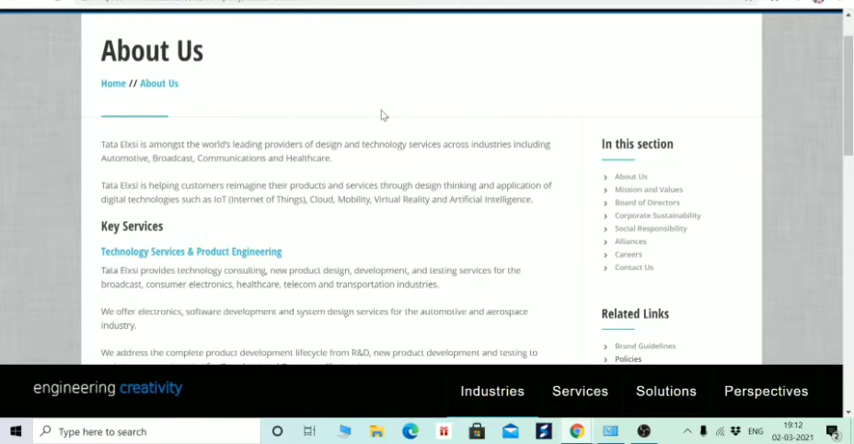 About Us
Home // About Us
Tata Elxsi is amongst the world's leading providers of design and technology services across industries including
Automotive, Broadcast, Communications and Healthcare.
Tata Elxsi is helping customers reimagine their products and services through design thinking and application of
digital technologies such as IoT (Internet of Things), Cloud, Mobility, Virtual Reality and Artificial Intelligence.
Key Services
Technology Services & Product Engineering
Tata Elxsi provides technology consulting, new product design, development, and testing services for the
broadcast, consumer electronics, healthcare, telecom and transportation industries.
We offer electronics, software development and system design services for the automotive and aerospace
industry.
We address the complete product development lifecycle from R&D, new product development and testing to
In this section
About Us
Mission and Values
Board of Directors
Corporate Sustainability
Social Responsibility
Alliances
Careers
Contact Us
Related Links
Brand Guidelines
Policies
engineering creativity
Industries Services Solutions Perspectives
Type here to search
ENG
19:12
02-03-2021
2